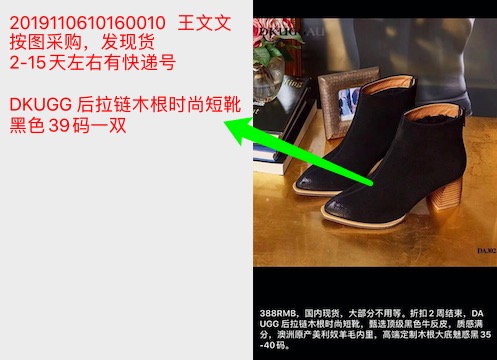 2019110610160010 王文文
按图采购，发现货
2-15天左右有快递号
DKUGG 后拉链木根时尚短靴
黑色39码一双
DKUGGAU
DA302
388RMB，国内现货，大部分不用等。折扣2周结束，DA
UGG 后拉链木根时尚短靴，甄选顶级黑色牛反皮，质感满
分，澳洲原产美利奴羊毛内里，高端定制木根大底魅惑黑35
-40码。